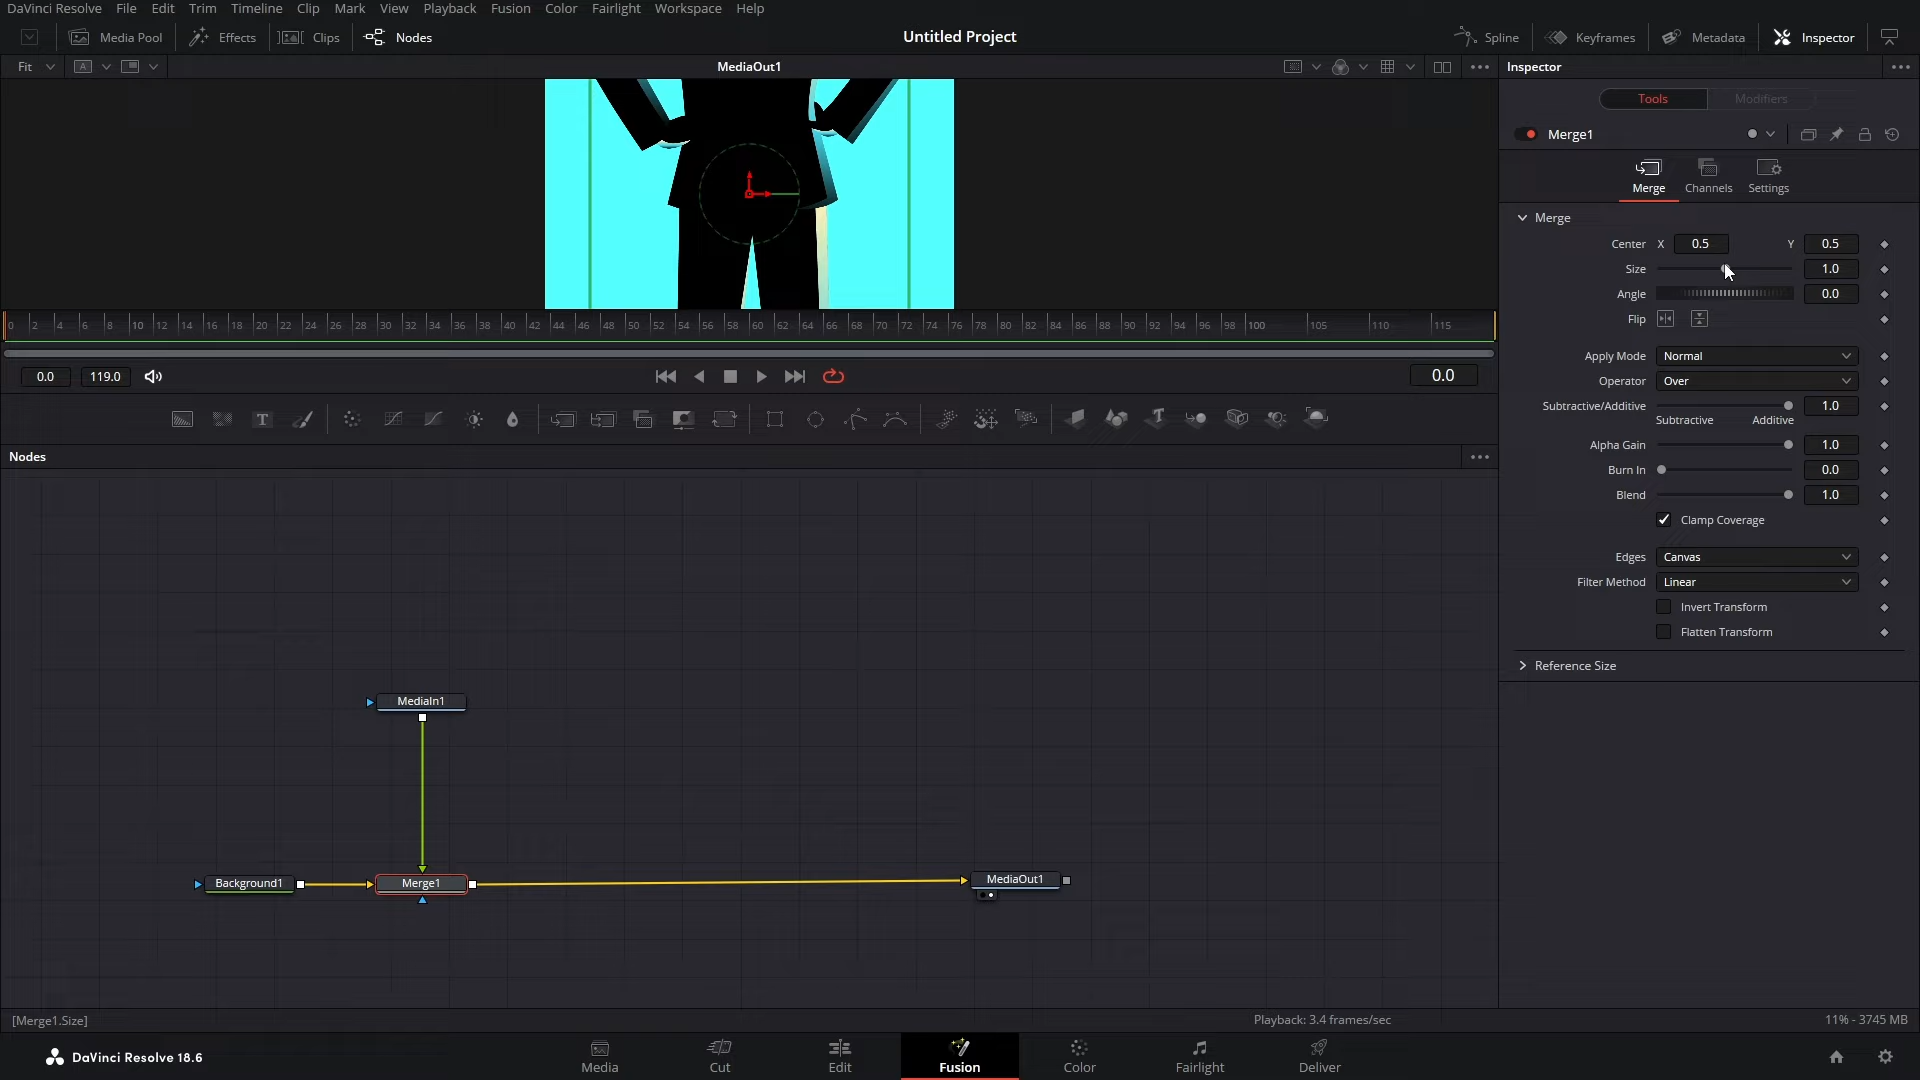 DaVinci Resolve File Edit Trim Timeline Clip Mark View Playback Fusion Color Fairlight Workspace Help
Media Pool Effects Clips Nodes Untitled Project Spline Keyframes Metadata Inspector
Fit A MediaOut1 Inspector
Tools Modifiers
Merge1
Merge Channels Settings
Merge
Center X 0.5 Y 0.5
Size 1.0
Angle 0.0
Flip
0 2 4 6 8 10 12 14 16 18 20 22 24 26 28 30 32 34 36 38 40 42 44 46 48 50 52 54 56 58 60 62 64 66 68 70 72 74 76 78 80 82 84 86 88 90 92 94 96 98 100 105 110 115
Apply Mode Normal
0.0 119.0 0.0
Operator Over
Subtractive/Additive 1.0
Subtractive Additive
T
Alpha Gain 1.0
Nodes
Burn In 0.0
Blend 1.0
Clamp Coverage
Edges Canvas
Filter Method Linear
Invert Transform
Flatten Transform
Reference Size
MediaIn1
Background1 Merge1 MediaOut1
[Merge1.Size] Playback: 3.4 frames/sec 11% - 3745 MB
DaVinci Resolve 18.6 Media Cut Edit Fusion Color Fairlight Deliver